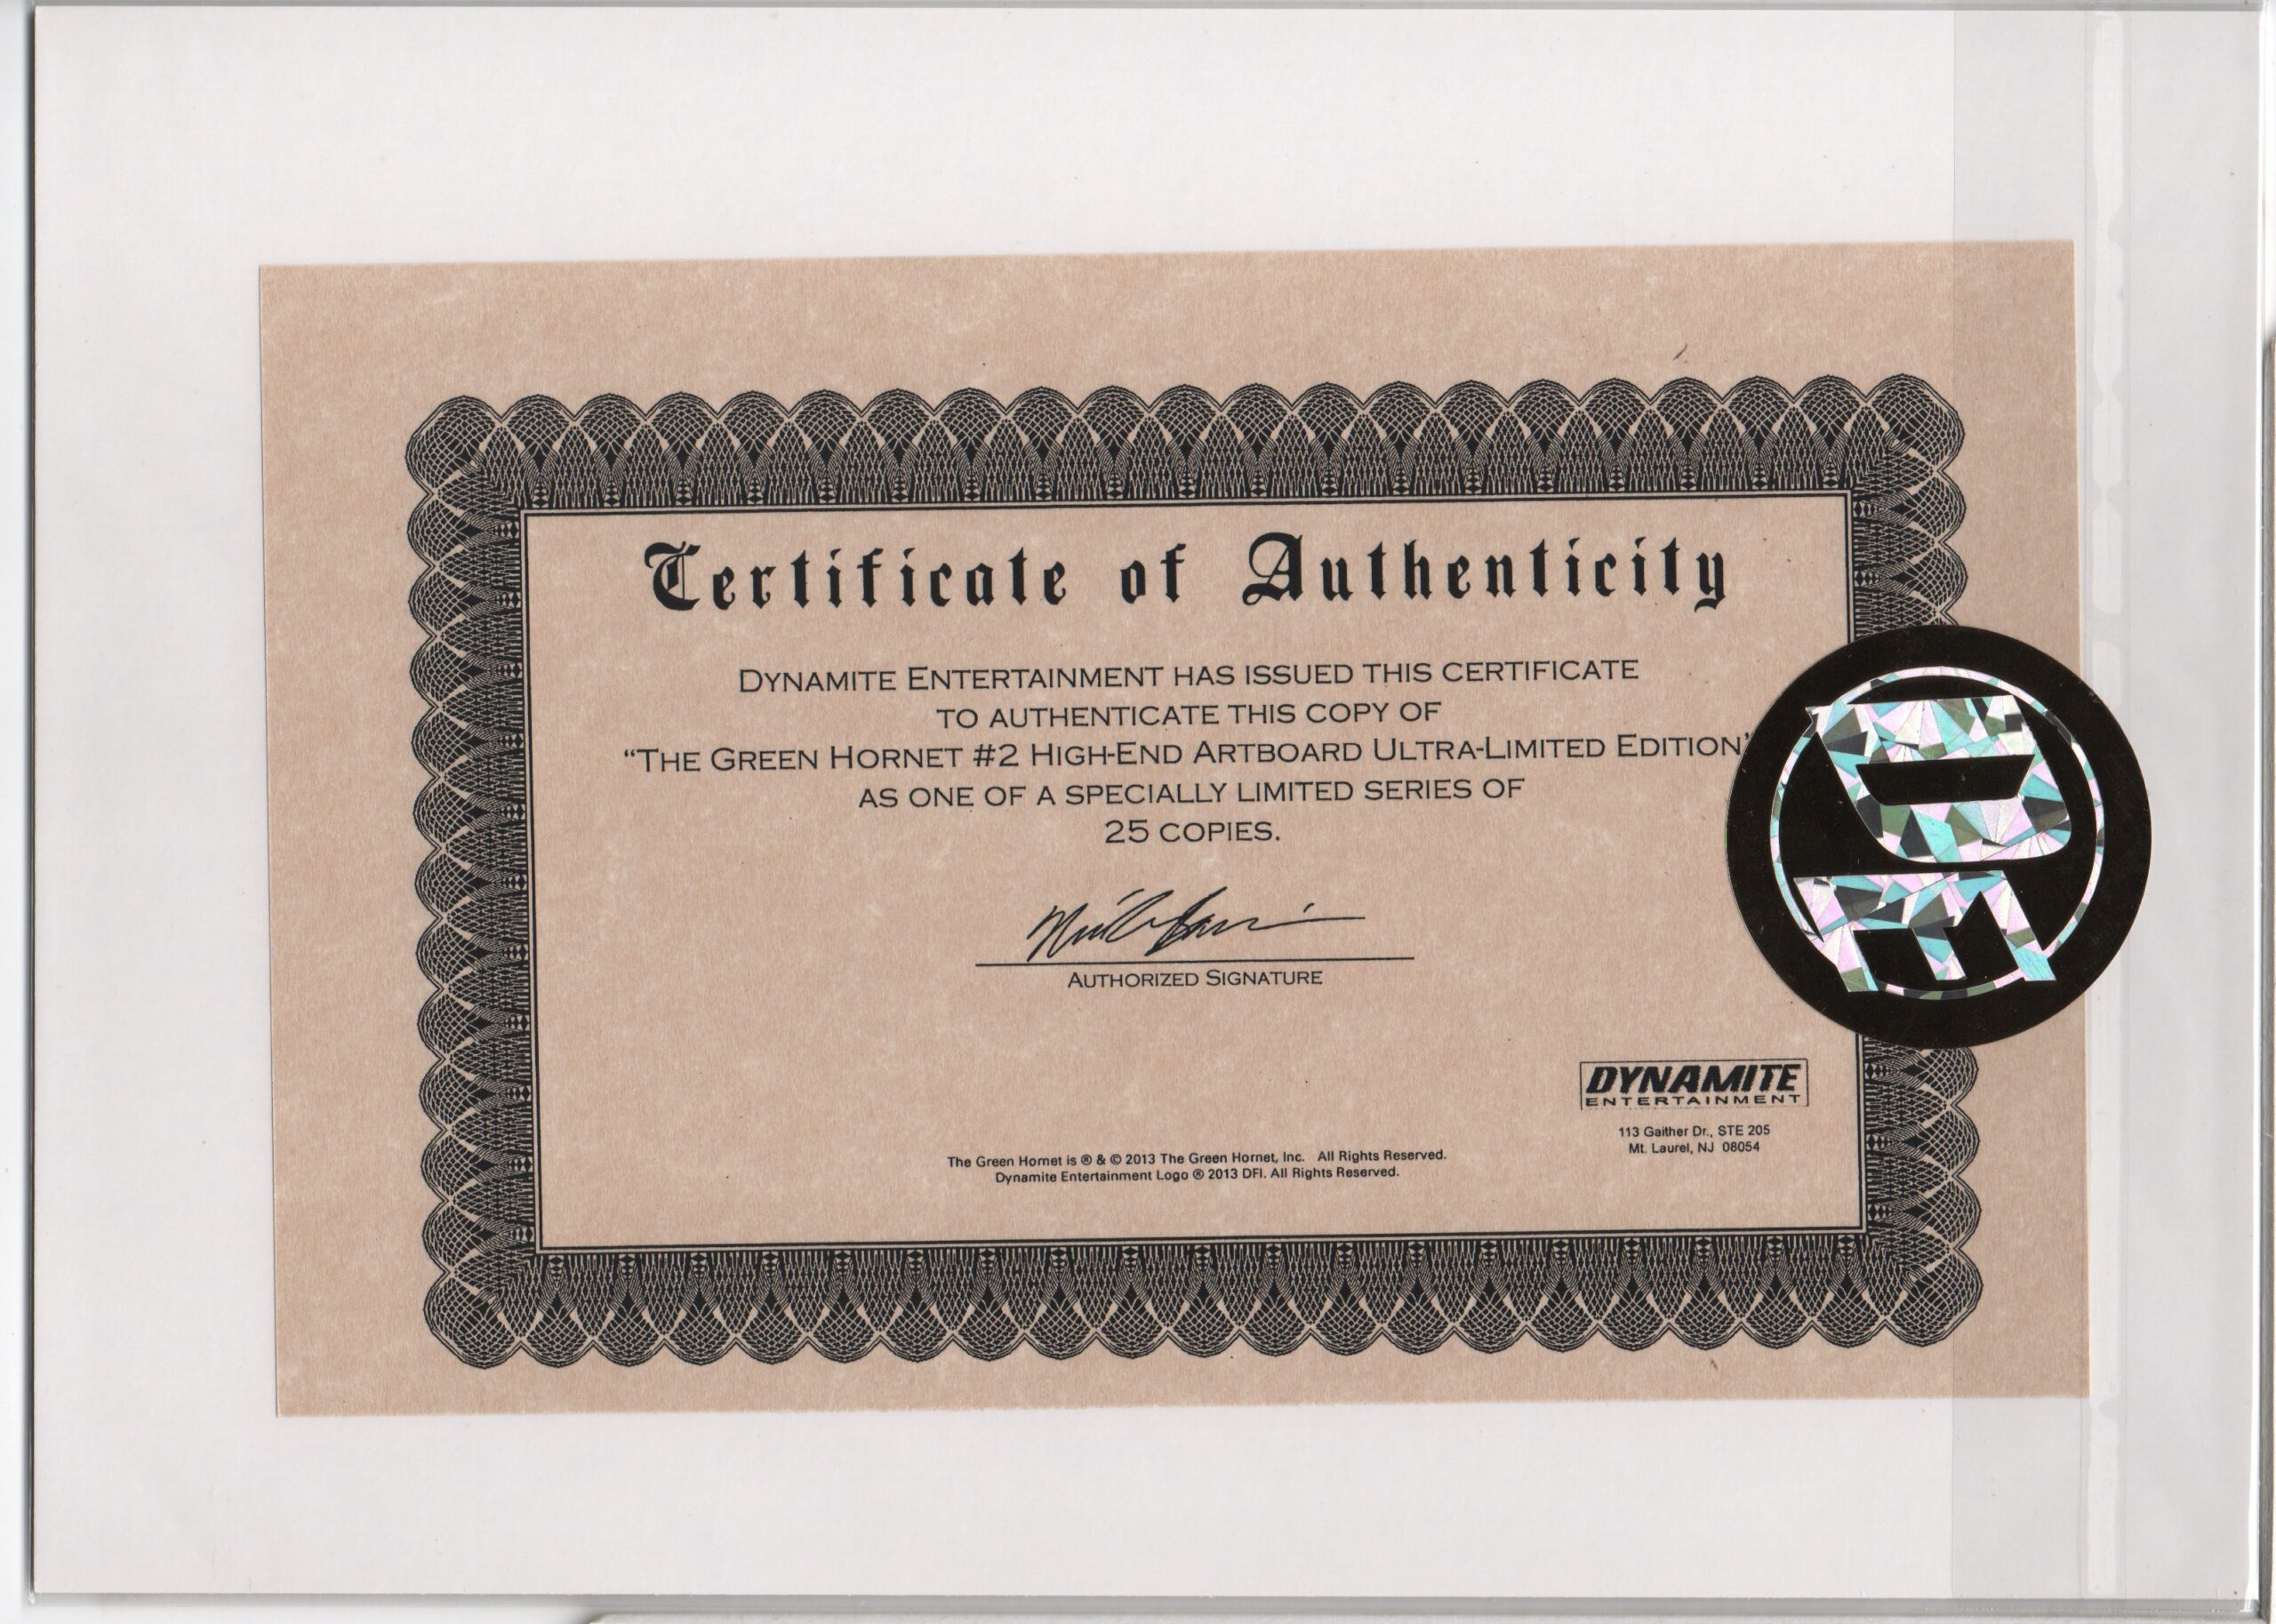 Certificate of Authenticity
DYNAMITE ENTERTAINMENT HAS ISSUED THIS CERTIFICATE
TO AUTHENTICATE THIS COPY OF
“THE GREEN HORNET #2 HIGH-END ARTBOARD ULTRA-LIMITED EDITION”
AS ONE OF A SPECIALLY LIMITED SERIES OF
25 COPIES.
AUTHORIZED SIGNATURE
DE
DYNAMITE
ENTERTAINMENT
113 Gaither Dr., STE 205
Mt. Laurel, NJ 08054
The Green Hornet is ® & © 2013 The Green Hornet, Inc. All Rights Reserved.
Dynamite Entertainment Logo ® 2013 DFI. All Rights Reserved.